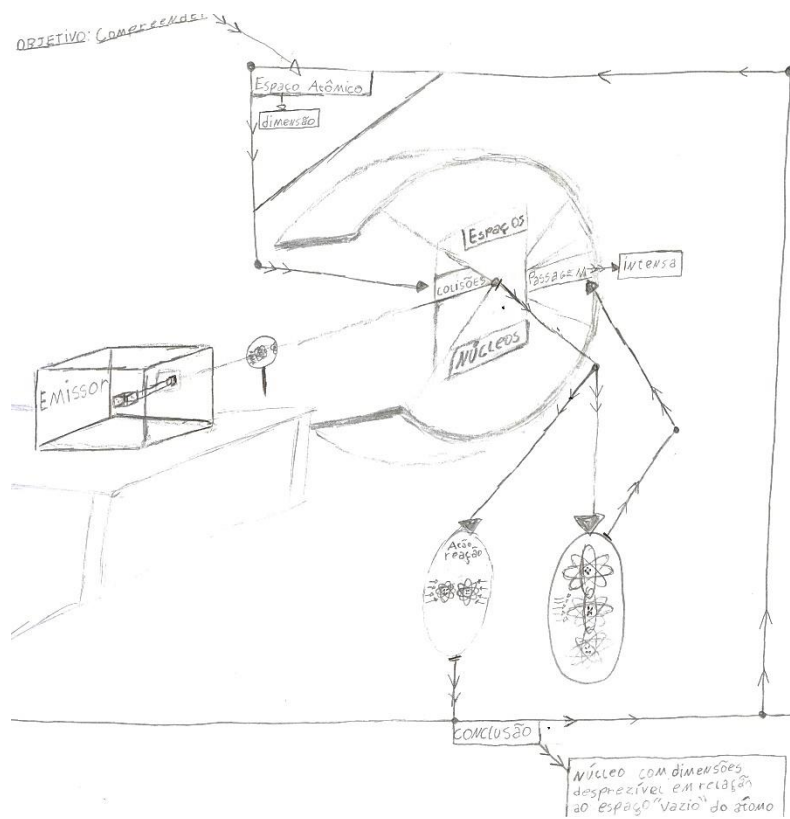 OBJETIVO: Compreender
Espaço Atômico
dimensão
Espaços
COLISÕES
PASSAGEM
intensa
NÚCLEOS
EMISSOR
Ação
reação
CONCLUSÃO
NÚCLEO COM dimensões
desprezível em relação
ao espaço "vazio" do átomo